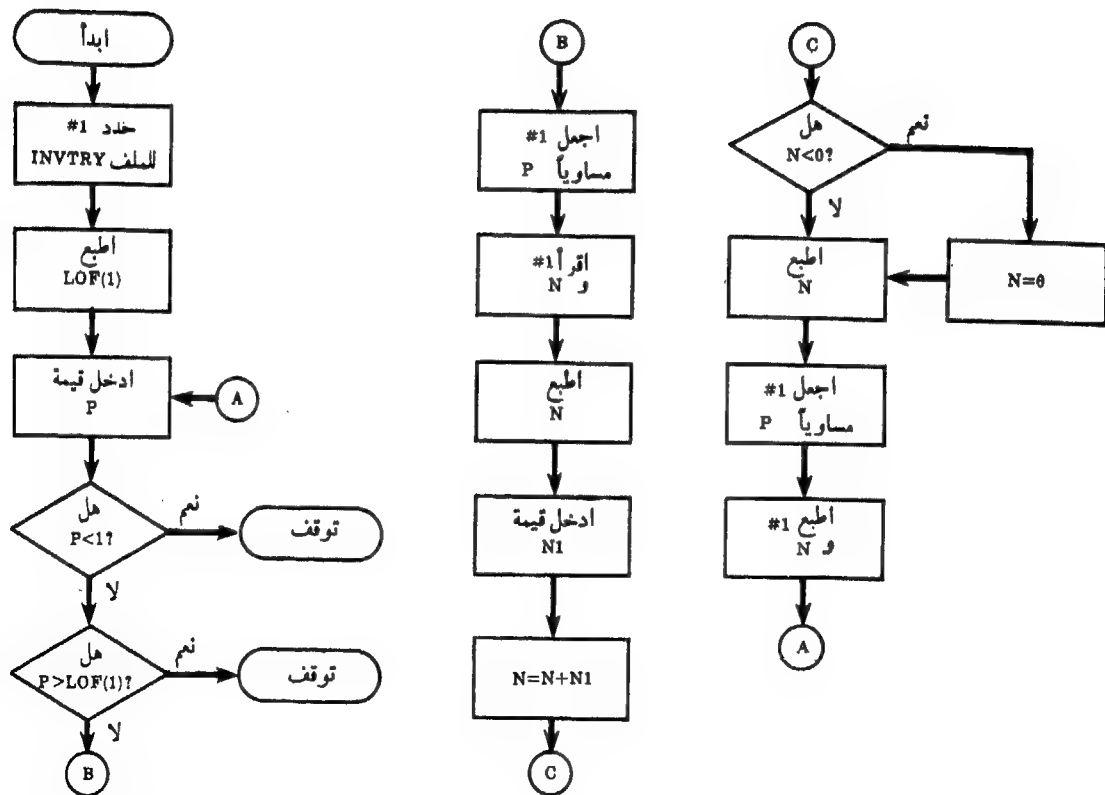 ابدأ
حدد #1
للملف INVTRY
اطبع
LOF(1)
ادخل قيمة
P
A
هل
P<1?
نعم
توقف
لا
هل
P>LOF(1)?
نعم
توقف
لا
B
B
اجعل #1
مساوياً P
اقرأ #1
و N
اطبع
N
ادخل قيمة
N1
N=N+N1
C
C
هل
N<0?
نعم
لا
اطبع
N
N=0
اجعل #1
مساوياً P
اطبع #1
و N
A